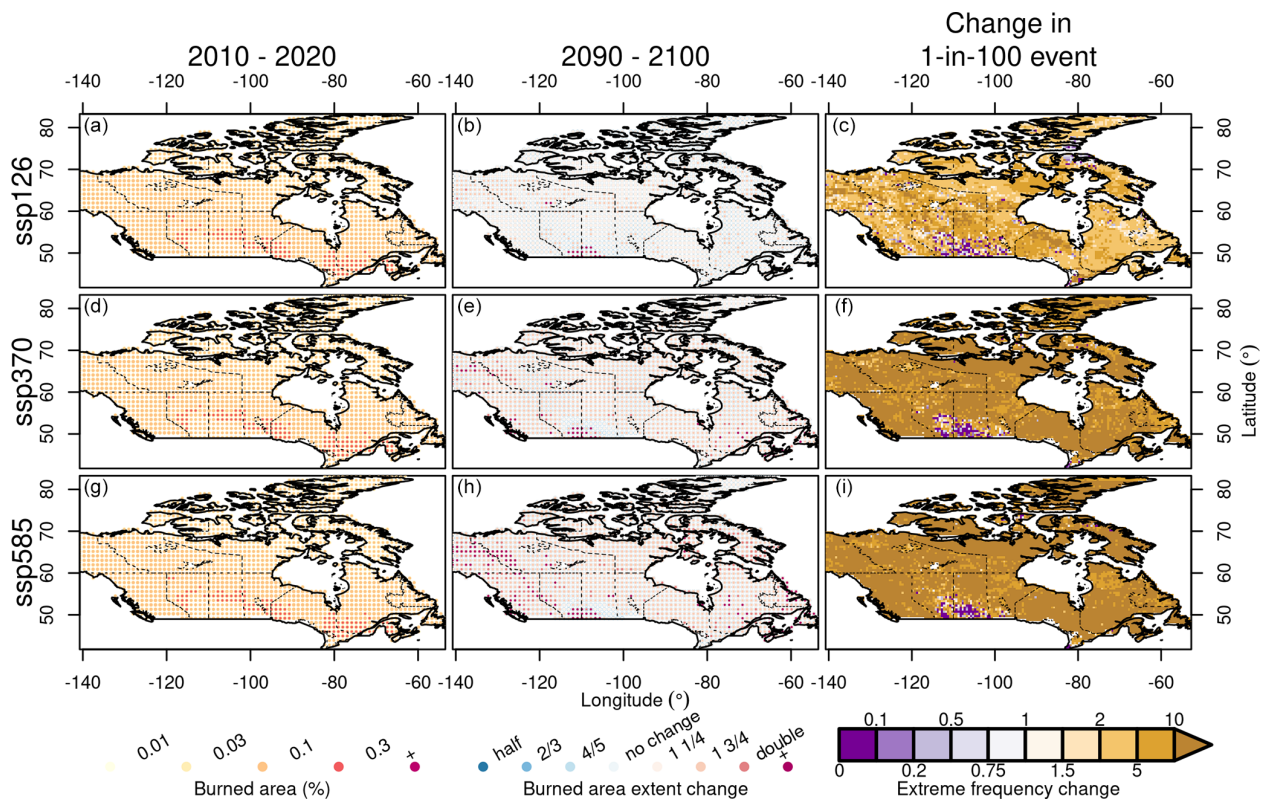 Change in
2010 - 2020 2090 - 2100 1-in-100 event
-140 -120 -100 -80 -60 -140 -120 -100 -80 -60 -140 -120 -100 -80 -60
ssp126 50 60 70 80 (a) (b) (c) 50 60 70 80
ssp370 50 60 70 80 (d) (e) (f) 50 60 70 80 Latitude (°)
ssp585 50 60 70 80 (g) (h) (i) 50 60 70 80
-140 -120 -100 -80 -60 -140 -120 -100 -80 -60 -140 -120 -100 -80 -60
Longitude (°)
0.01 0.03 0.1 0.3 +
Burned area (%)
half 2/3 4/5 no change 1 1/4 1 3/4 double +
Burned area extent change
0.1 0.5 1 2 10
0 0.2 0.75 1.5 5
Extreme frequency change